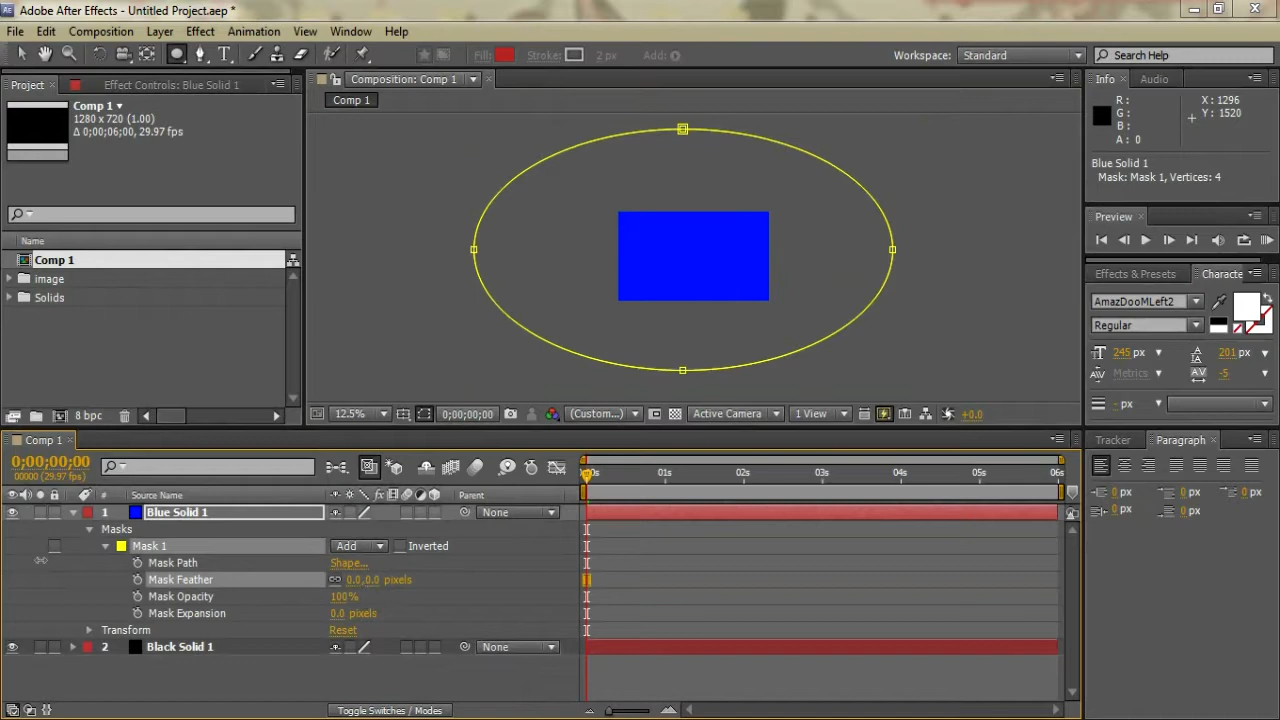 Adobe After Effects - Untitled Project.aep *
File Edit Composition Layer Effect Animation View Window Help
Fill: Stroke: 2 px Add: Workspace: Standard Search Help
Project Effect Controls: Blue Solid 1 Composition: Comp 1 Info Audio
Comp 1
1280 x 720 (1.00)
Δ 0;00;06;00, 29.97 fps
Comp 1
R: X: 1296
G: Y: 1520
B:
A: 0
Blue Solid 1
Mask: Mask 1, Vertices: 4
Preview
Name
Comp 1
image
Solids
Effects & Presets Characte
AmazDooMLeft2
Regular
245 px 201 px
Metrics -5
- px
8 bpc 12.5% 0;00;00;00 (Custom...) Active Camera 1 View +0.0
Comp 1 Tracker Paragraph
0;00;00;00
00000 (29.97 fps)
01s 02s 03s 04s 05s 06s
0 px 0 px 0 px
0 px 0 px
# Source Name Parent
1 Blue Solid 1 None
Masks
Mask 1 Add Inverted
Mask Path Shape...
Mask Feather 0.0,0.0 pixels
Mask Opacity 100%
Mask Expansion 0.0 pixels
Transform Reset
2 Black Solid 1 None
Toggle Switches / Modes